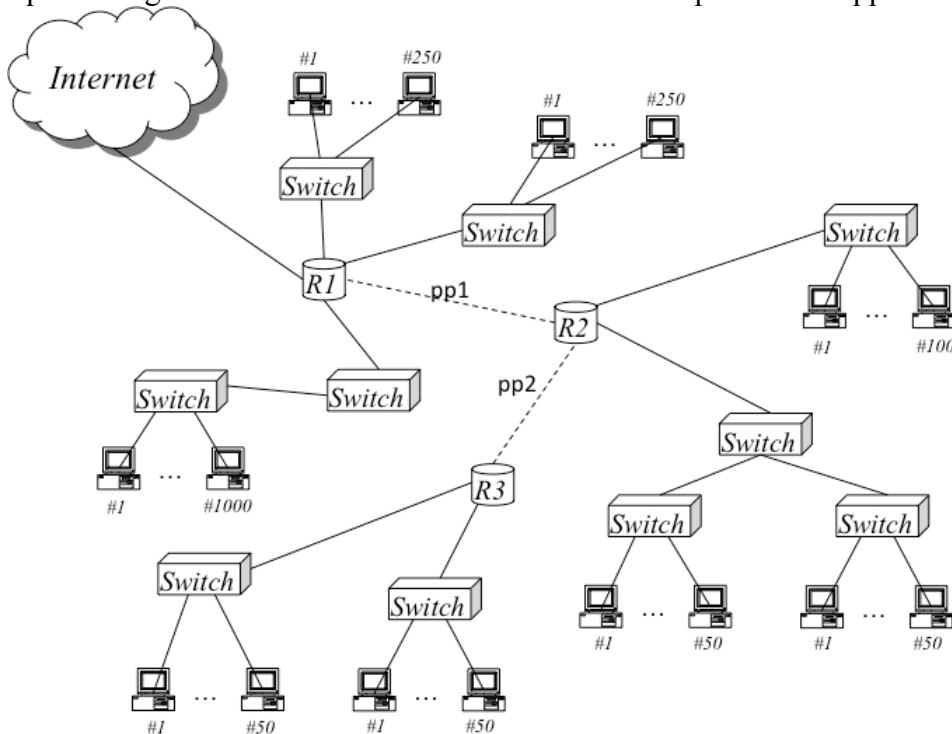 #1
#250
Internet
#1
#250
...
...
Switch
Switch
Switch
R1
pp1
R2
...
#1
#100
pp2
Switch
Switch
Switch
...
#1
#1000
R3
Switch
Switch
Switch
Switch
...
...
#1
#50
#1
#50
...
...
#1
#50
#1
#50